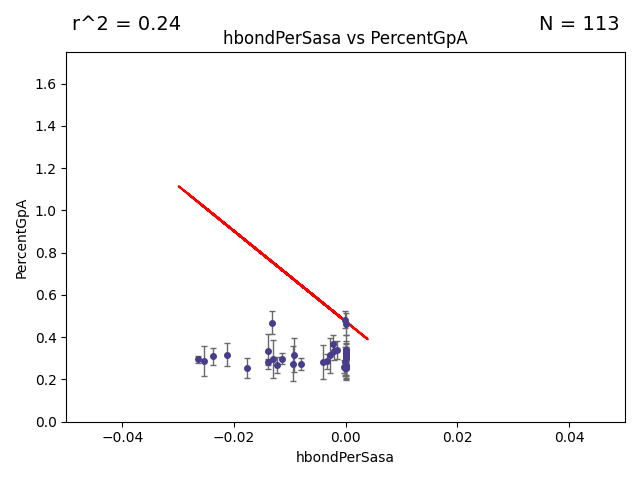 r^2 = 0.24
N = 113
hbondPerSasa vs PercentGpA
1.6
1.4
1.2
1.0
0.8
0.6
0.4
0.2
0.0
PercentGpA
−0.04
−0.02
0.00
0.02
0.04
hbondPerSasa